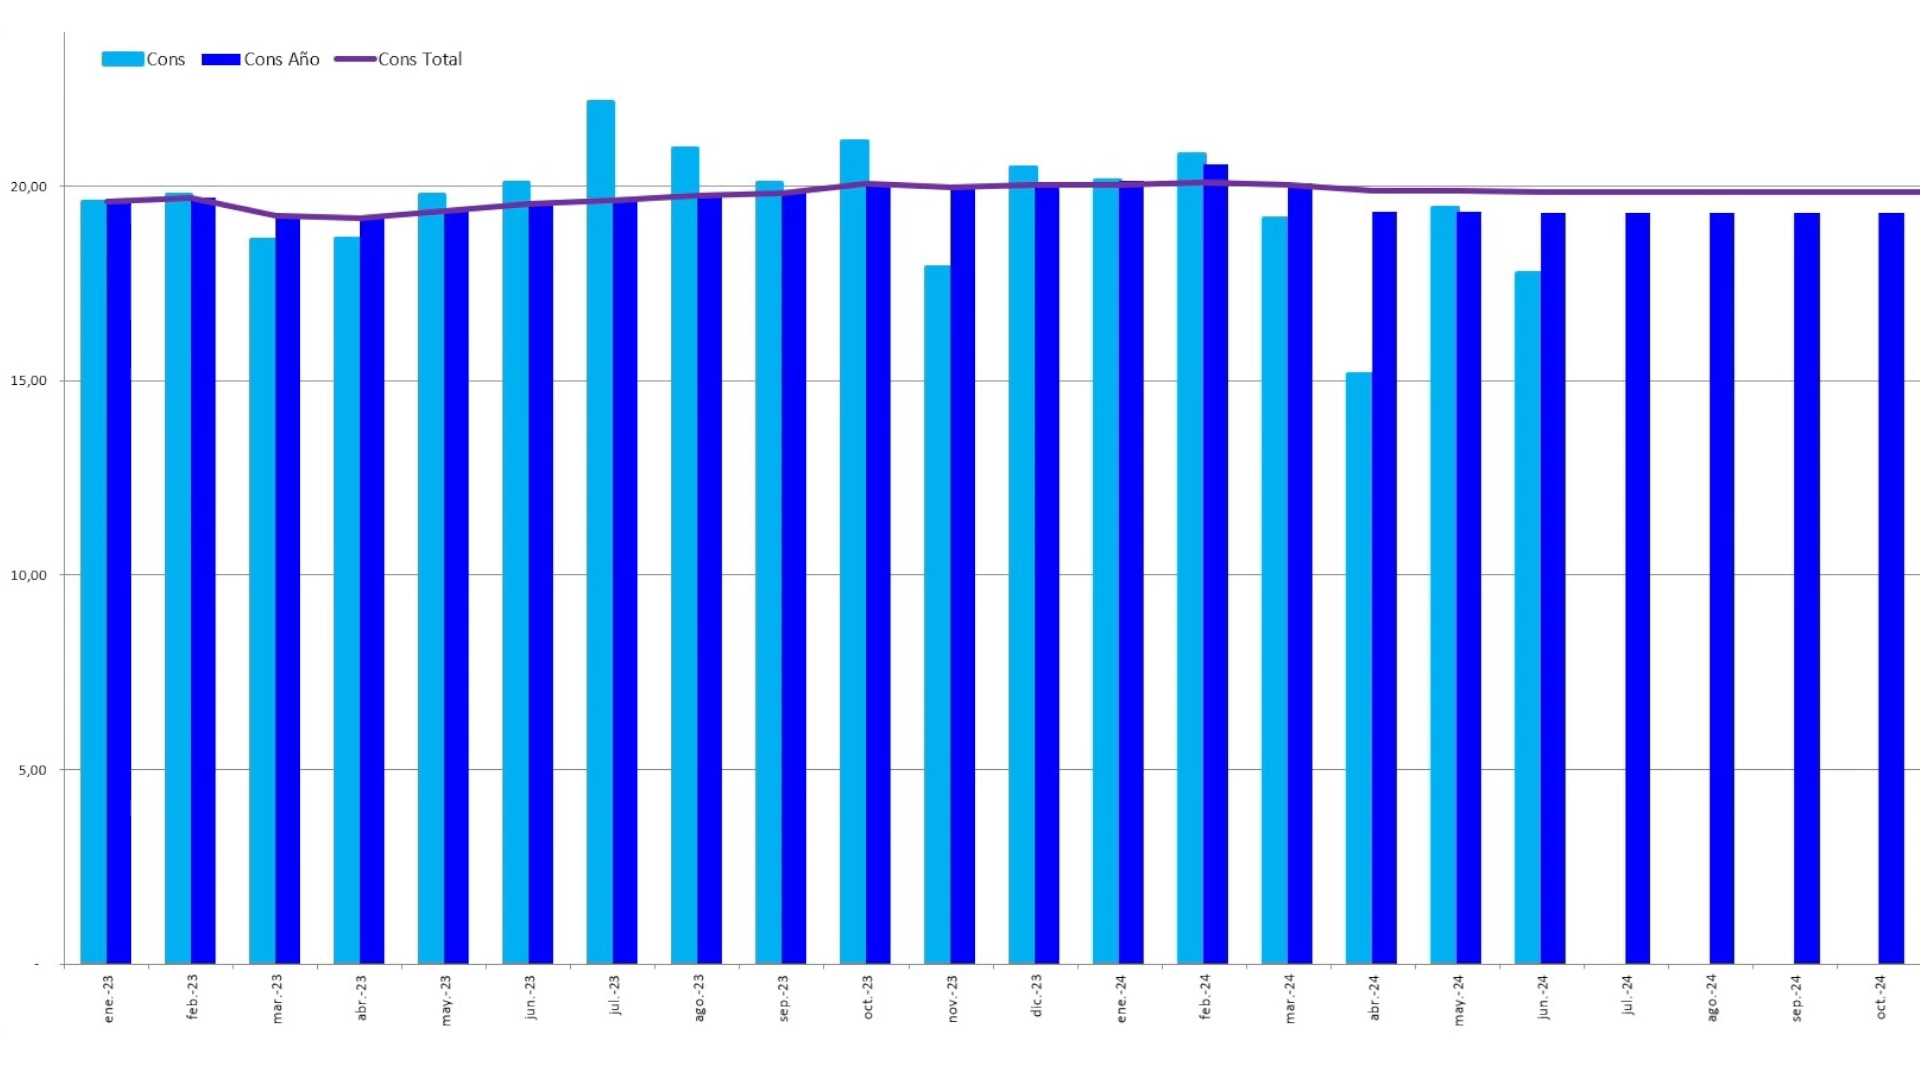 Cons Cons Año Cons Total
20,00
15,00
10,00
5,00
-
ene.-23 feb.-23 mar.-23 abr.-23 may.-23 jun.-23 jul.-23 ago.-23 sep.-23 oct.-23 nov.-23 dic.-23 ene.-24 feb.-24 mar.-24 abr.-24 may.-24 jun.-24 jul.-24 ago.-24 sep.-24 oct.-24